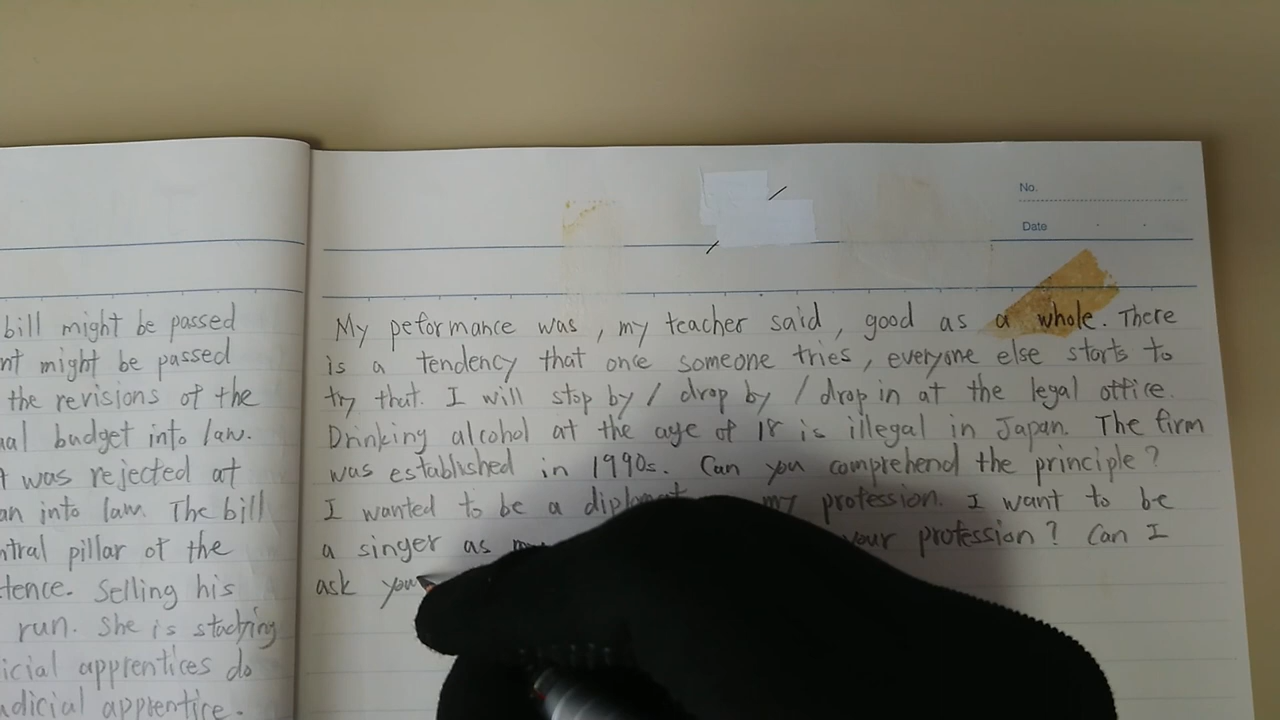 No.
Date
bill might be passed
nt might be passed
the revisions of the
al budget into law.
was rejected at
an into law. The bill
ntral pillar of the
tence. Selling his
run. She is studying
icial apprentices do
udicial apprentice.
My peformance was, my teacher said, good as a whole. There
is a tendency that once someone tries, everyone else starts to
try that. I will stop by / drop by / drop in at the legal office.
Drinking alcohol at the age of 18 is illegal in Japan. The firm
was established in 1990s. Can you comprehend the principle?
I wanted to be a diplomat my profession. I want to be
a singer as your profession? Can I
ask you